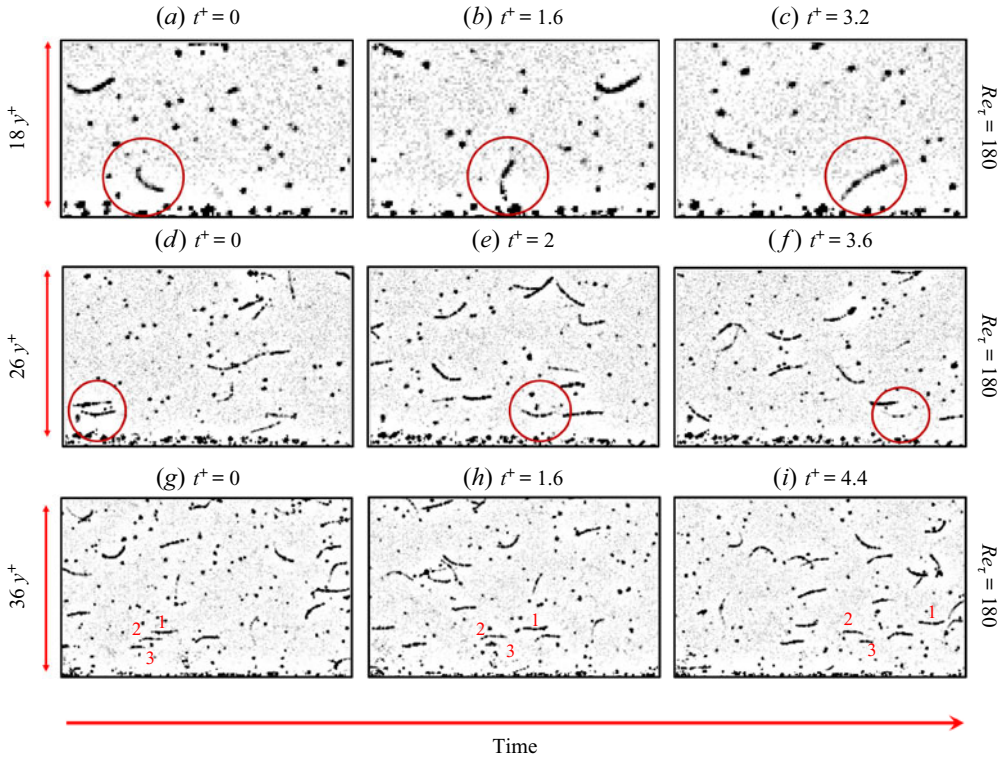 (a) t⁺ = 0
(b) t⁺ = 1.6
(c) t⁺ = 3.2
18 y⁺
Re_τ = 180
(d) t⁺ = 0
(e) t⁺ = 2
(f) t⁺ = 3.6
26 y⁺
Re_τ = 180
(g) t⁺ = 0
(h) t⁺ = 1.6
(i) t⁺ = 4.4
36 y⁺
Re_τ = 180
1
2
3
1
2
3
1
2
3
Time